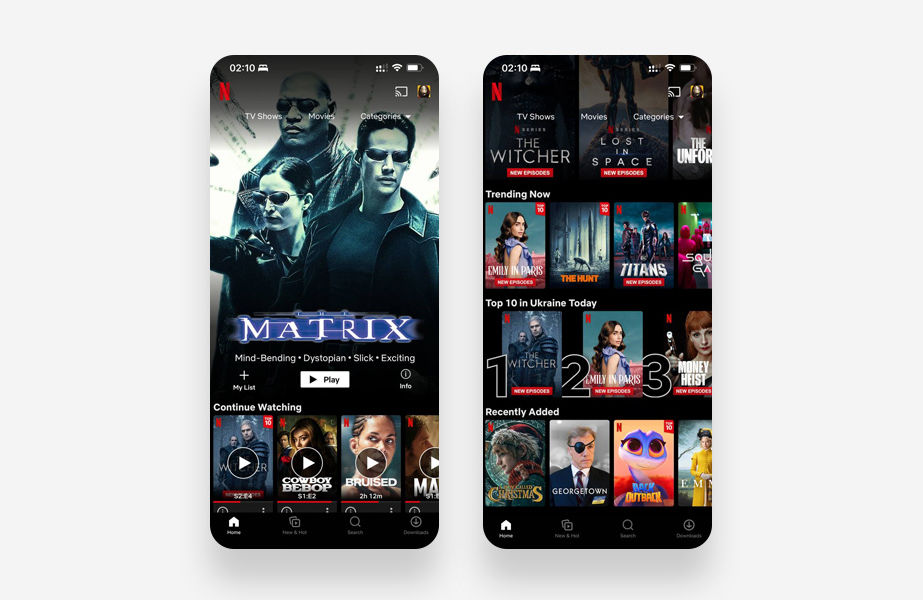 02:10
N
TV Shows Movies Categories
THE
MATRIX
Mind-Bending • Dystopian • Slick • Exciting
My List
Play
Info
Continue Watching
N
TOP
10
THE
WITCHER
S2:E4
N
COWBOY
BEBOP
S1:E2
N
BRUISED
2h 12m
N
MA
S1:E
Home
New & Hot
Search
Downloads
02:10
N
TV Shows Movies Categories
N SERIES
THE
WITCHER
NEW EPISODES
N SERIES
LOST
IN
SPACE
NEW EPISODES
THE
UNFOR
Trending Now
N
TOP
10
EMILY IN PARIS
NEW EPISODES
TOP
10
THE HUNT
N
TITANS
NEW EPISODES
N
SQU
GA
Top 10 in Ukraine Today
1
N
THE
WITCHER
NEW EPISODES
2
N
EMILY IN PARIS
NEW EPISODES
3
N
MONEY
HEIST
NEW EPISODES
Recently Added
N
CHRISTMAS
GEORGETOWN
N
TOP
10
BACK
OUTBACK
EMM
Home
New & Hot
Search
Downloads